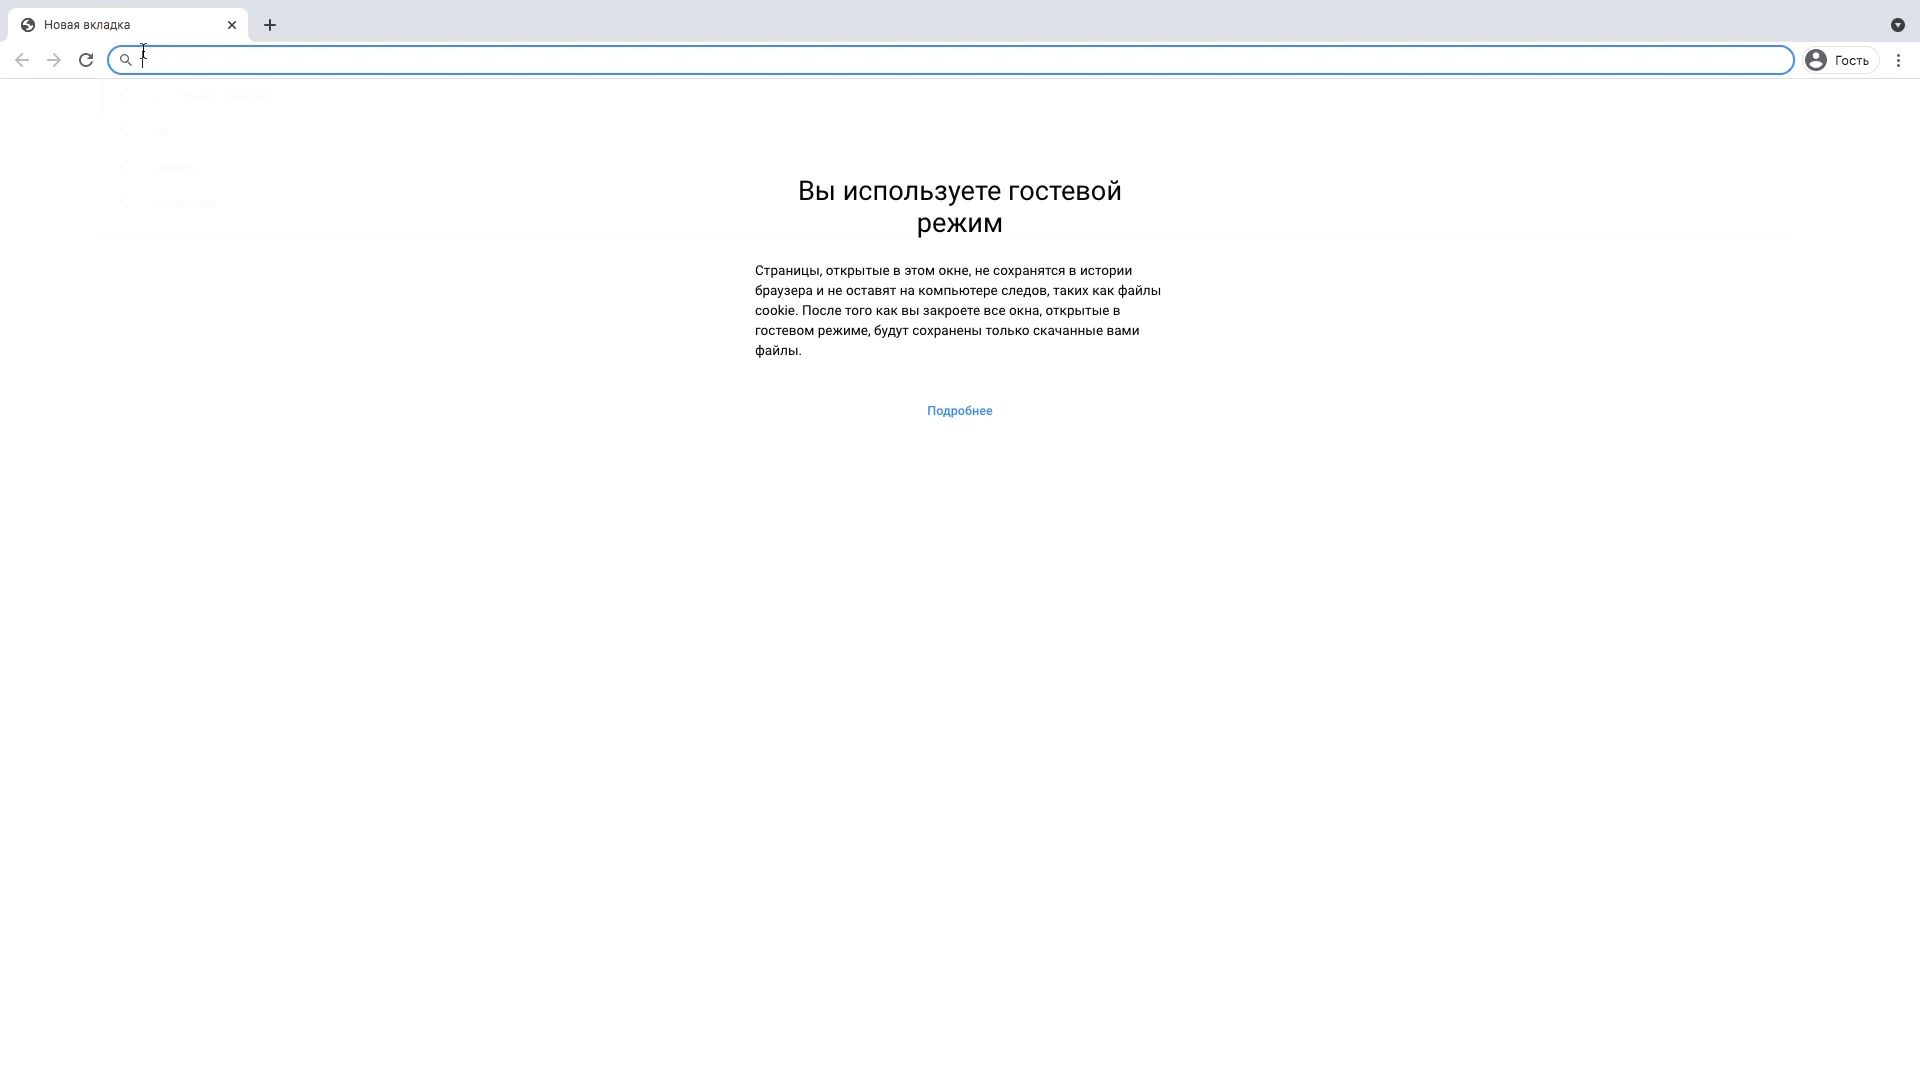 Новая вкладка
Гость
Вы используете гостевой
режим
Страницы, открытые в этом окне, не сохранятся в истории
браузера и не оставят на компьютере следов, таких как файлы
cookie. После того как вы закроете все окна, открытые в
гостевом режиме, будут сохранены только скачанные вами
файлы.
Подробнее